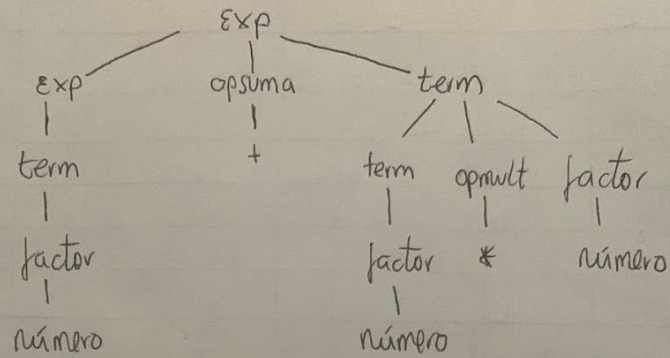 exp
exp opsuma term
term + term opmult factor
factor factor * número
número número